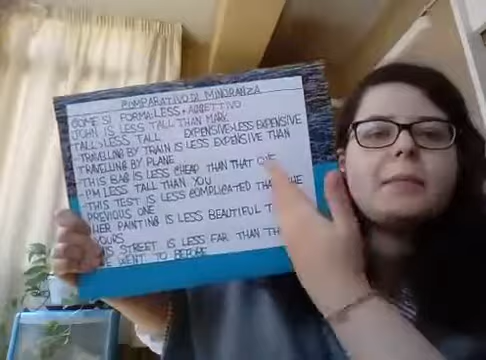 COMPARATIVO DI MINORANZA
COME SI FORMA: LESS + AGGETTIVO
JOHN IS LESS TALL THAN MARK
TALL > LESS TALL EXPENSIVE > LESS EXPENSIVE
- TRAVELLING BY TRAIN IS LESS EXPENSIVE THAN
TRAVELLING BY PLANE
- THIS BAG IS LESS CHEAP THAN THAT ONE
- I'M LESS TALL THAN YOU
- THIS TEST IS LESS COMPLICATED THAN THE
PREVIOUS ONE
HER PAINTING IS LESS BEAUTIFUL
YOURS
STREET IS LESS FAR THAN
WE WENT TO BEFORE